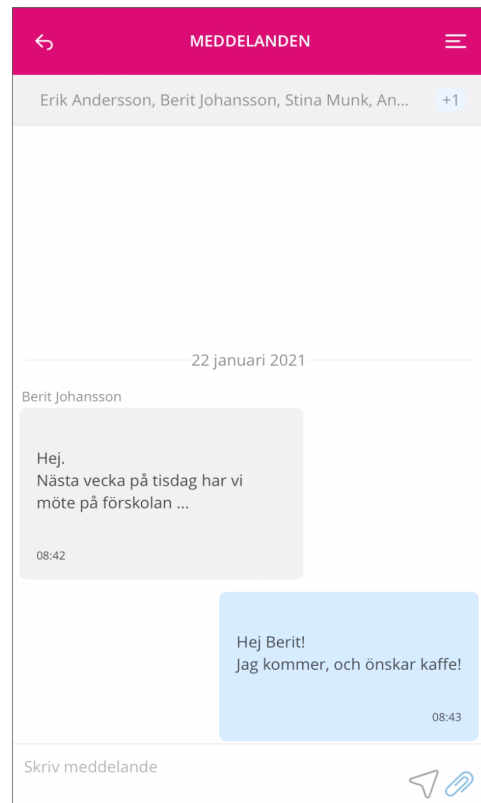 MEDDELANDEN
Erik Andersson, Berit Johansson, Stina Munk, An...
+1
22 januari 2021
Berit Johansson
Hej.
Nästa vecka på tisdag har vi
möte på förskolan ...
08:42
Hej Berit!
Jag kommer, och önskar kaffe!
08:43
Skriv meddelande